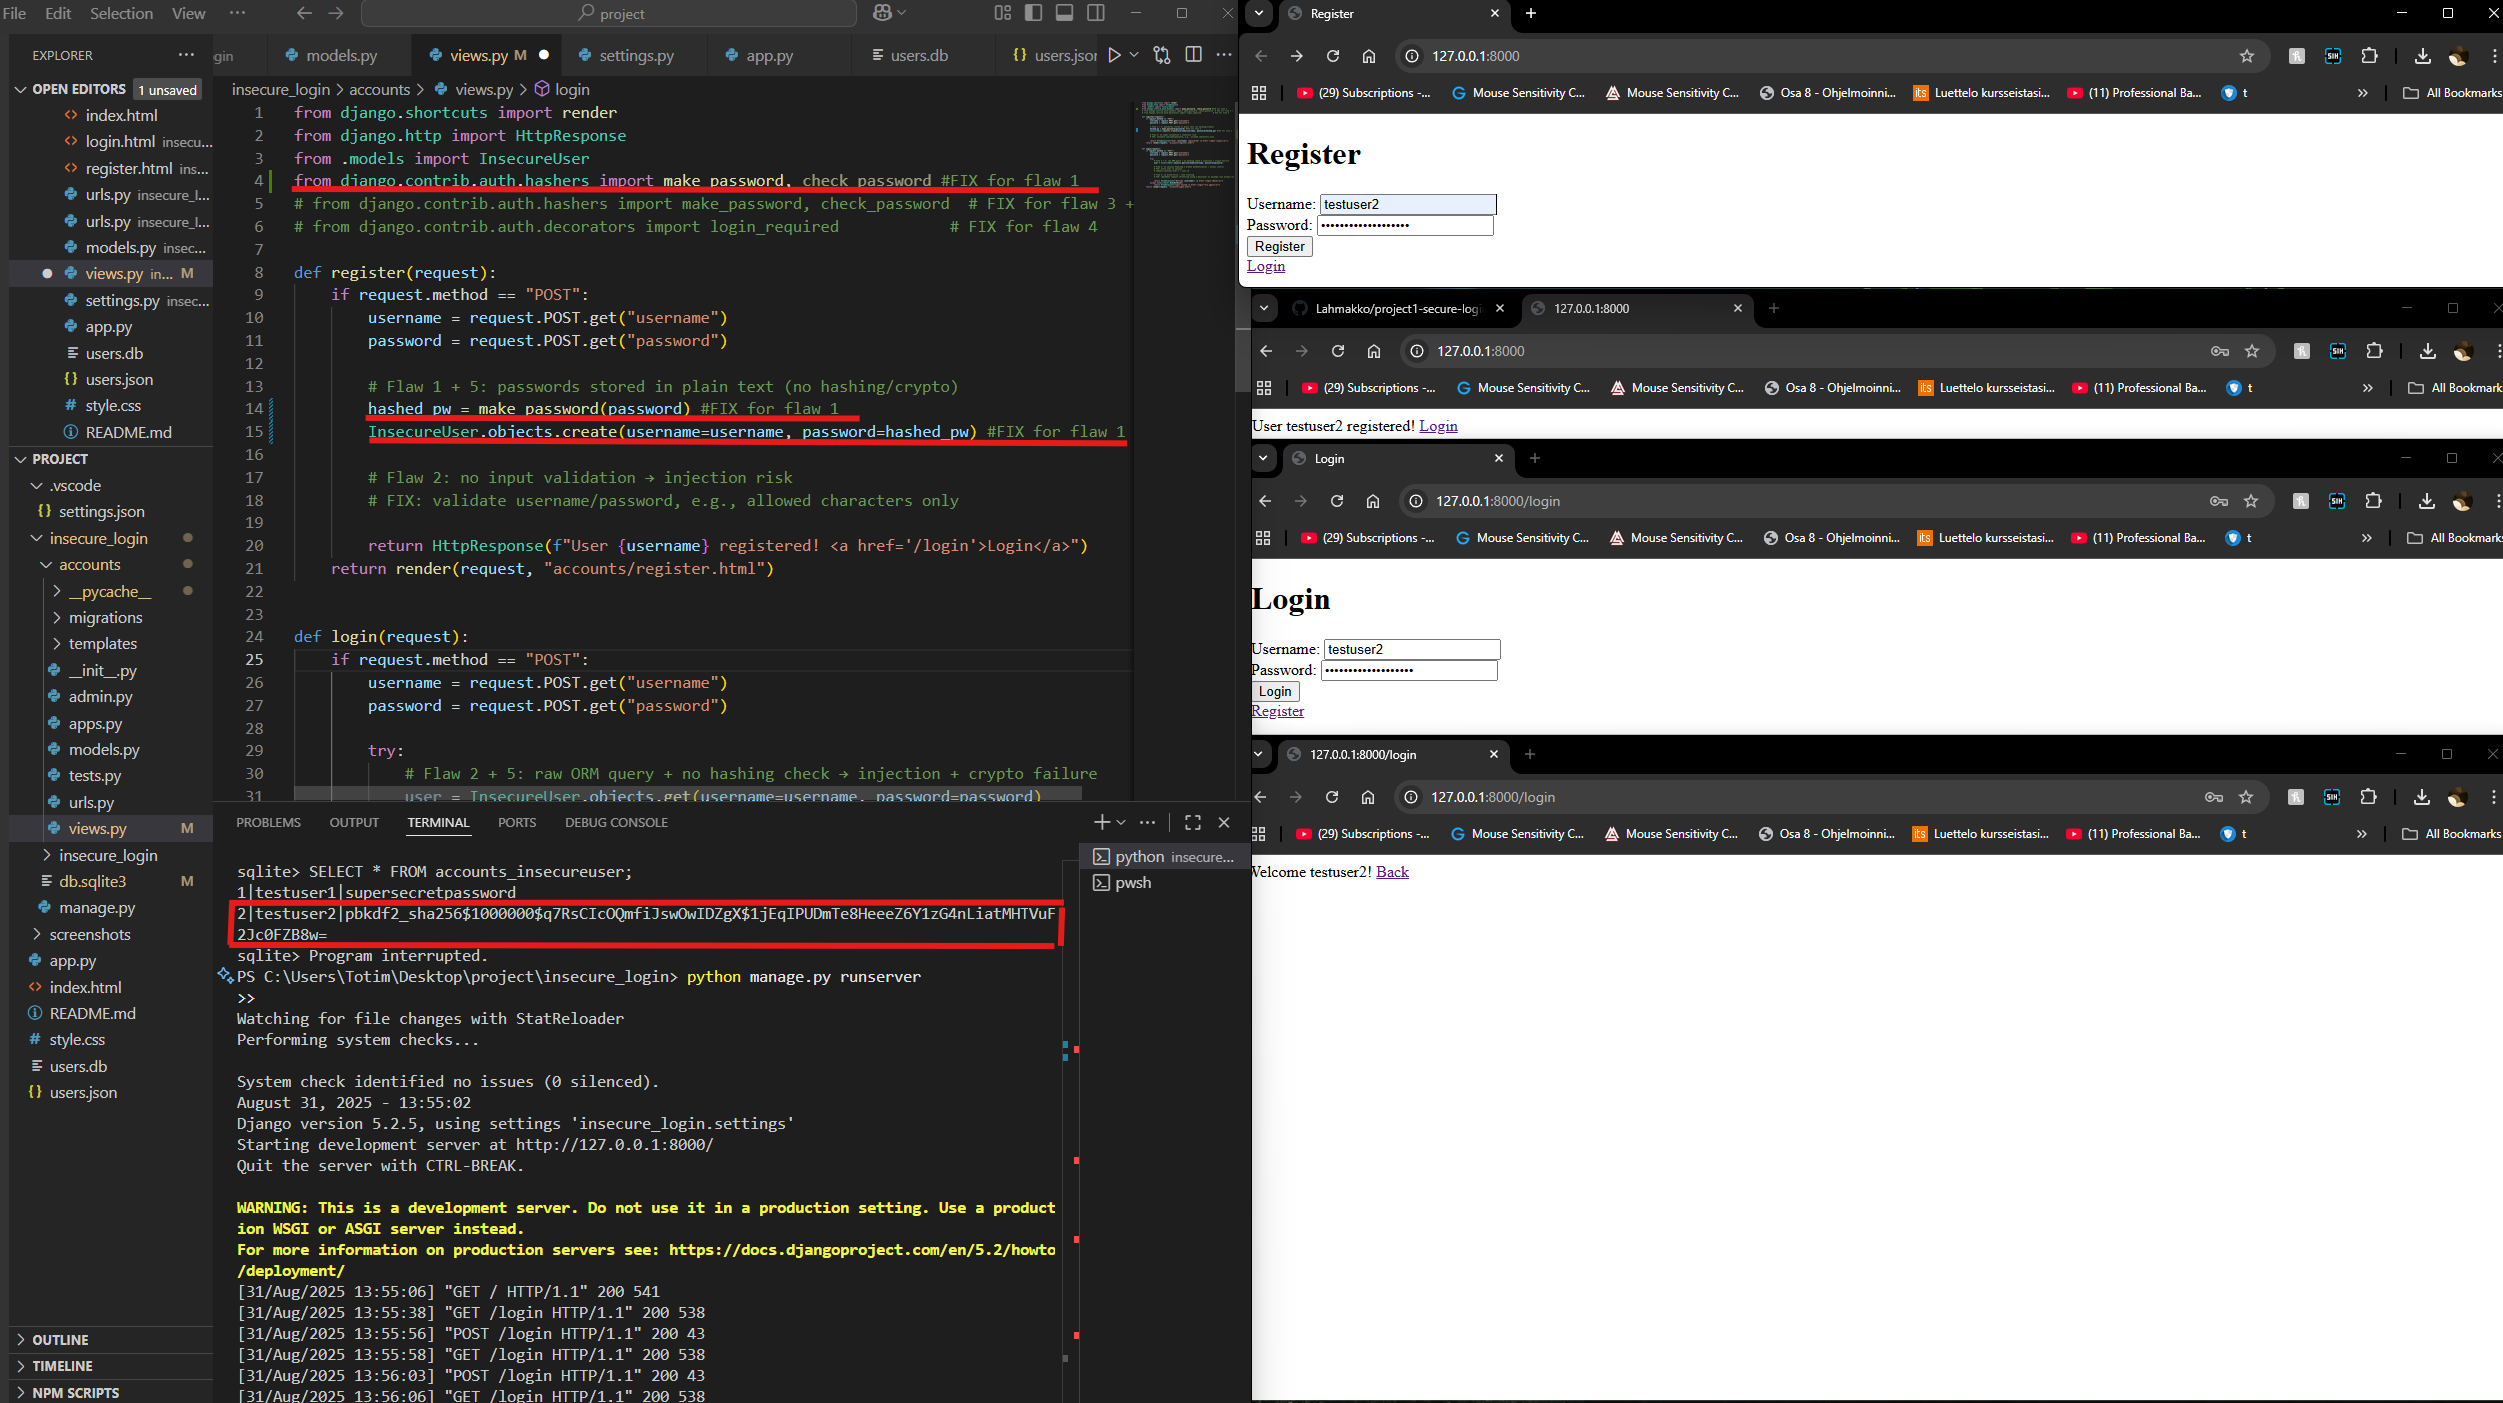 File Edit Selection View ··· project
EXPLORER ···
OPEN EDITORS 1 unsaved
index.html
login.html insecu...
register.html ins...
urls.py insecure_l...
urls.py insecure_l...
models.py insec...
views.py in... M
settings.py insec...
app.py
users.db
users.json
style.css
README.md
PROJECT
.vscode
settings.json
insecure_login
accounts
__pycache__
migrations
templates
__init__.py
admin.py
apps.py
models.py
tests.py
urls.py
views.py M
insecure_login
db.sqlite3 M
manage.py
screenshots
app.py
index.html
README.md
style.css
users.db
users.json
OUTLINE
TIMELINE
NPM SCRIPTS
gin models.py views.py M settings.py app.py users.db users.jsor
insecure_login > accounts > views.py > login
1 from django.shortcuts import render
2 from django.http import HttpResponse
3 from .models import InsecureUser
4 from django.contrib.auth.hashers import make_password, check_password #FIX for flaw 1
5 # from django.contrib.auth.hashers import make_password, check_password # FIX for flaw 3 +
6 # from django.contrib.auth.decorators import login_required # FIX for flaw 4
7
8 def register(request):
9 if request.method == "POST":
10 username = request.POST.get("username")
11 password = request.POST.get("password")
12
13 # Flaw 1 + 5: passwords stored in plain text (no hashing/crypto)
14 hashed_pw = make_password(password) #FIX for flaw 1
15 InsecureUser.objects.create(username=username, password=hashed_pw) #FIX for flaw 1
16
17 # Flaw 2: no input validation → injection risk
18 # FIX: validate username/password, e.g., allowed characters only
19
20 return HttpResponse(f"User {username} registered! <a href='/login'>Login</a>")
21 return render(request, "accounts/register.html")
22
23
24 def login(request):
25 if request.method == "POST":
26 username = request.POST.get("username")
27 password = request.POST.get("password")
28
29 try:
30 # Flaw 2 + 5: raw ORM query + no hashing check → injection + crypto failure
31 user = InsecureUser.objects.get(username=username, password=password)
PROBLEMS OUTPUT TERMINAL PORTS DEBUG CONSOLE
python insecure...
pwsh
sqlite> SELECT * FROM accounts_insecureuser;
1|testuser1|supersecretpassword
2|testuser2|pbkdf2_sha256$1000000$q7RsCIcOQmfiJswOwIDZgX$1jEqIPUDmTe8HeeeZ6Y1zG4nLiatMHTVuF
2Jc0FZB8w=
sqlite> Program interrupted.
PS C:\Users\Totim\Desktop\project\insecure_login> python manage.py runserver
>>
Watching for file changes with StatReloader
Performing system checks...
System check identified no issues (0 silenced).
August 31, 2025 - 13:55:02
Django version 5.2.5, using settings 'insecure_login.settings'
Starting development server at http://127.0.0.1:8000/
Quit the server with CTRL-BREAK.
WARNING: This is a development server. Do not use it in a production setting. Use a product
ion WSGI or ASGI server instead.
For more information on production servers see: https://docs.djangoproject.com/en/5.2/howto
/deployment/
[31/Aug/2025 13:55:06] "GET / HTTP/1.1" 200 541
[31/Aug/2025 13:55:38] "GET /login HTTP/1.1" 200 538
[31/Aug/2025 13:55:56] "POST /login HTTP/1.1" 200 43
[31/Aug/2025 13:55:58] "GET /login HTTP/1.1" 200 538
[31/Aug/2025 13:56:03] "POST /login HTTP/1.1" 200 43
[31/Aug/2025 13:56:06] "GET /login HTTP/1.1" 200 538
Register
127.0.0.1:8000
(29) Subscriptions -... Mouse Sensitivity C... Mouse Sensitivity C... Osa 8 - Ohjelmoinni... Luettelo kursseistasi... (11) Professional Ba... t » All Bookmarks
Register
Username: testuser2
Password: •••••••••••••••••••
Register
Login
Lahmakko/project1-secure-logi 127.0.0.1:8000
127.0.0.1:8000
(29) Subscriptions -... Mouse Sensitivity C... Mouse Sensitivity C... Osa 8 - Ohjelmoinni... Luettelo kursseistasi... (11) Professional Ba... t » All Bookmark
User testuser2 registered! Login
Login
127.0.0.1:8000/login
(29) Subscriptions -... Mouse Sensitivity C... Mouse Sensitivity C... Osa 8 - Ohjelmoinni... Luettelo kursseistasi... (11) Professional Ba... t » All Bookmarks
Login
Username: testuser2
Password: •••••••••••••••••••
Login
Register
127.0.0.1:8000/login
127.0.0.1:8000/login
(29) Subscriptions -... Mouse Sensitivity C... Mouse Sensitivity C... Osa 8 - Ohjelmoinni... Luettelo kursseistasi... (11) Professional Ba... t » All Bookmarks
Welcome testuser2! Back